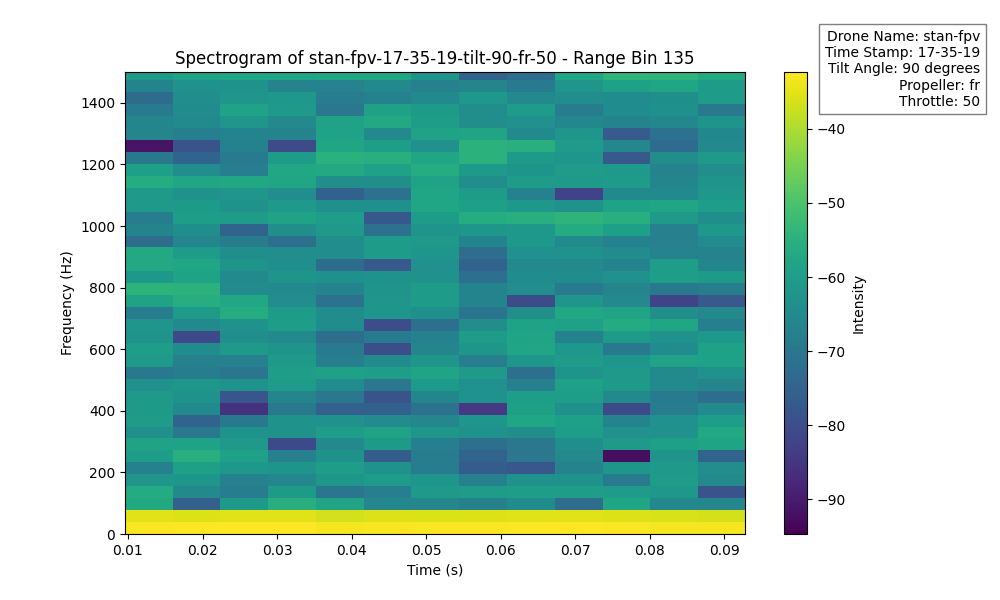 Spectrogram of stan-fpv-17-35-19-tilt-90-fr-50 - Range Bin 135
Drone Name: stan-fpv
Time Stamp: 17-35-19
Tilt Angle: 90 degrees
Propeller: fr
Throttle: 50
Frequency (Hz)
1400
1200
1000
800
600
400
200
0
0.01 0.02 0.03 0.04 0.05 0.06 0.07 0.08 0.09
Time (s)
−40
−50
−60
−70
−80
−90
Intensity